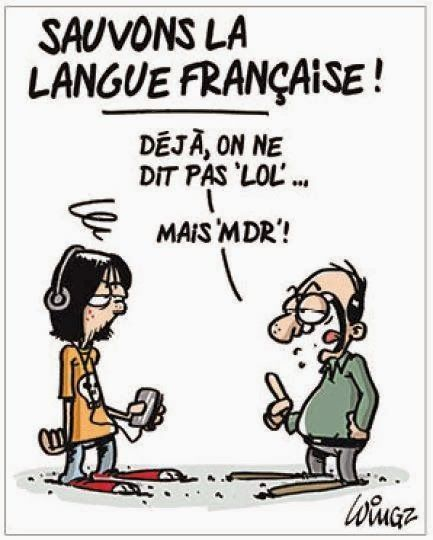 SAUVONS LA
LANGUE FRANÇAISE !
DÉJÀ, ON NE
DIT PAS 'LOL'...
MAIS 'MDR'!
WINGZ